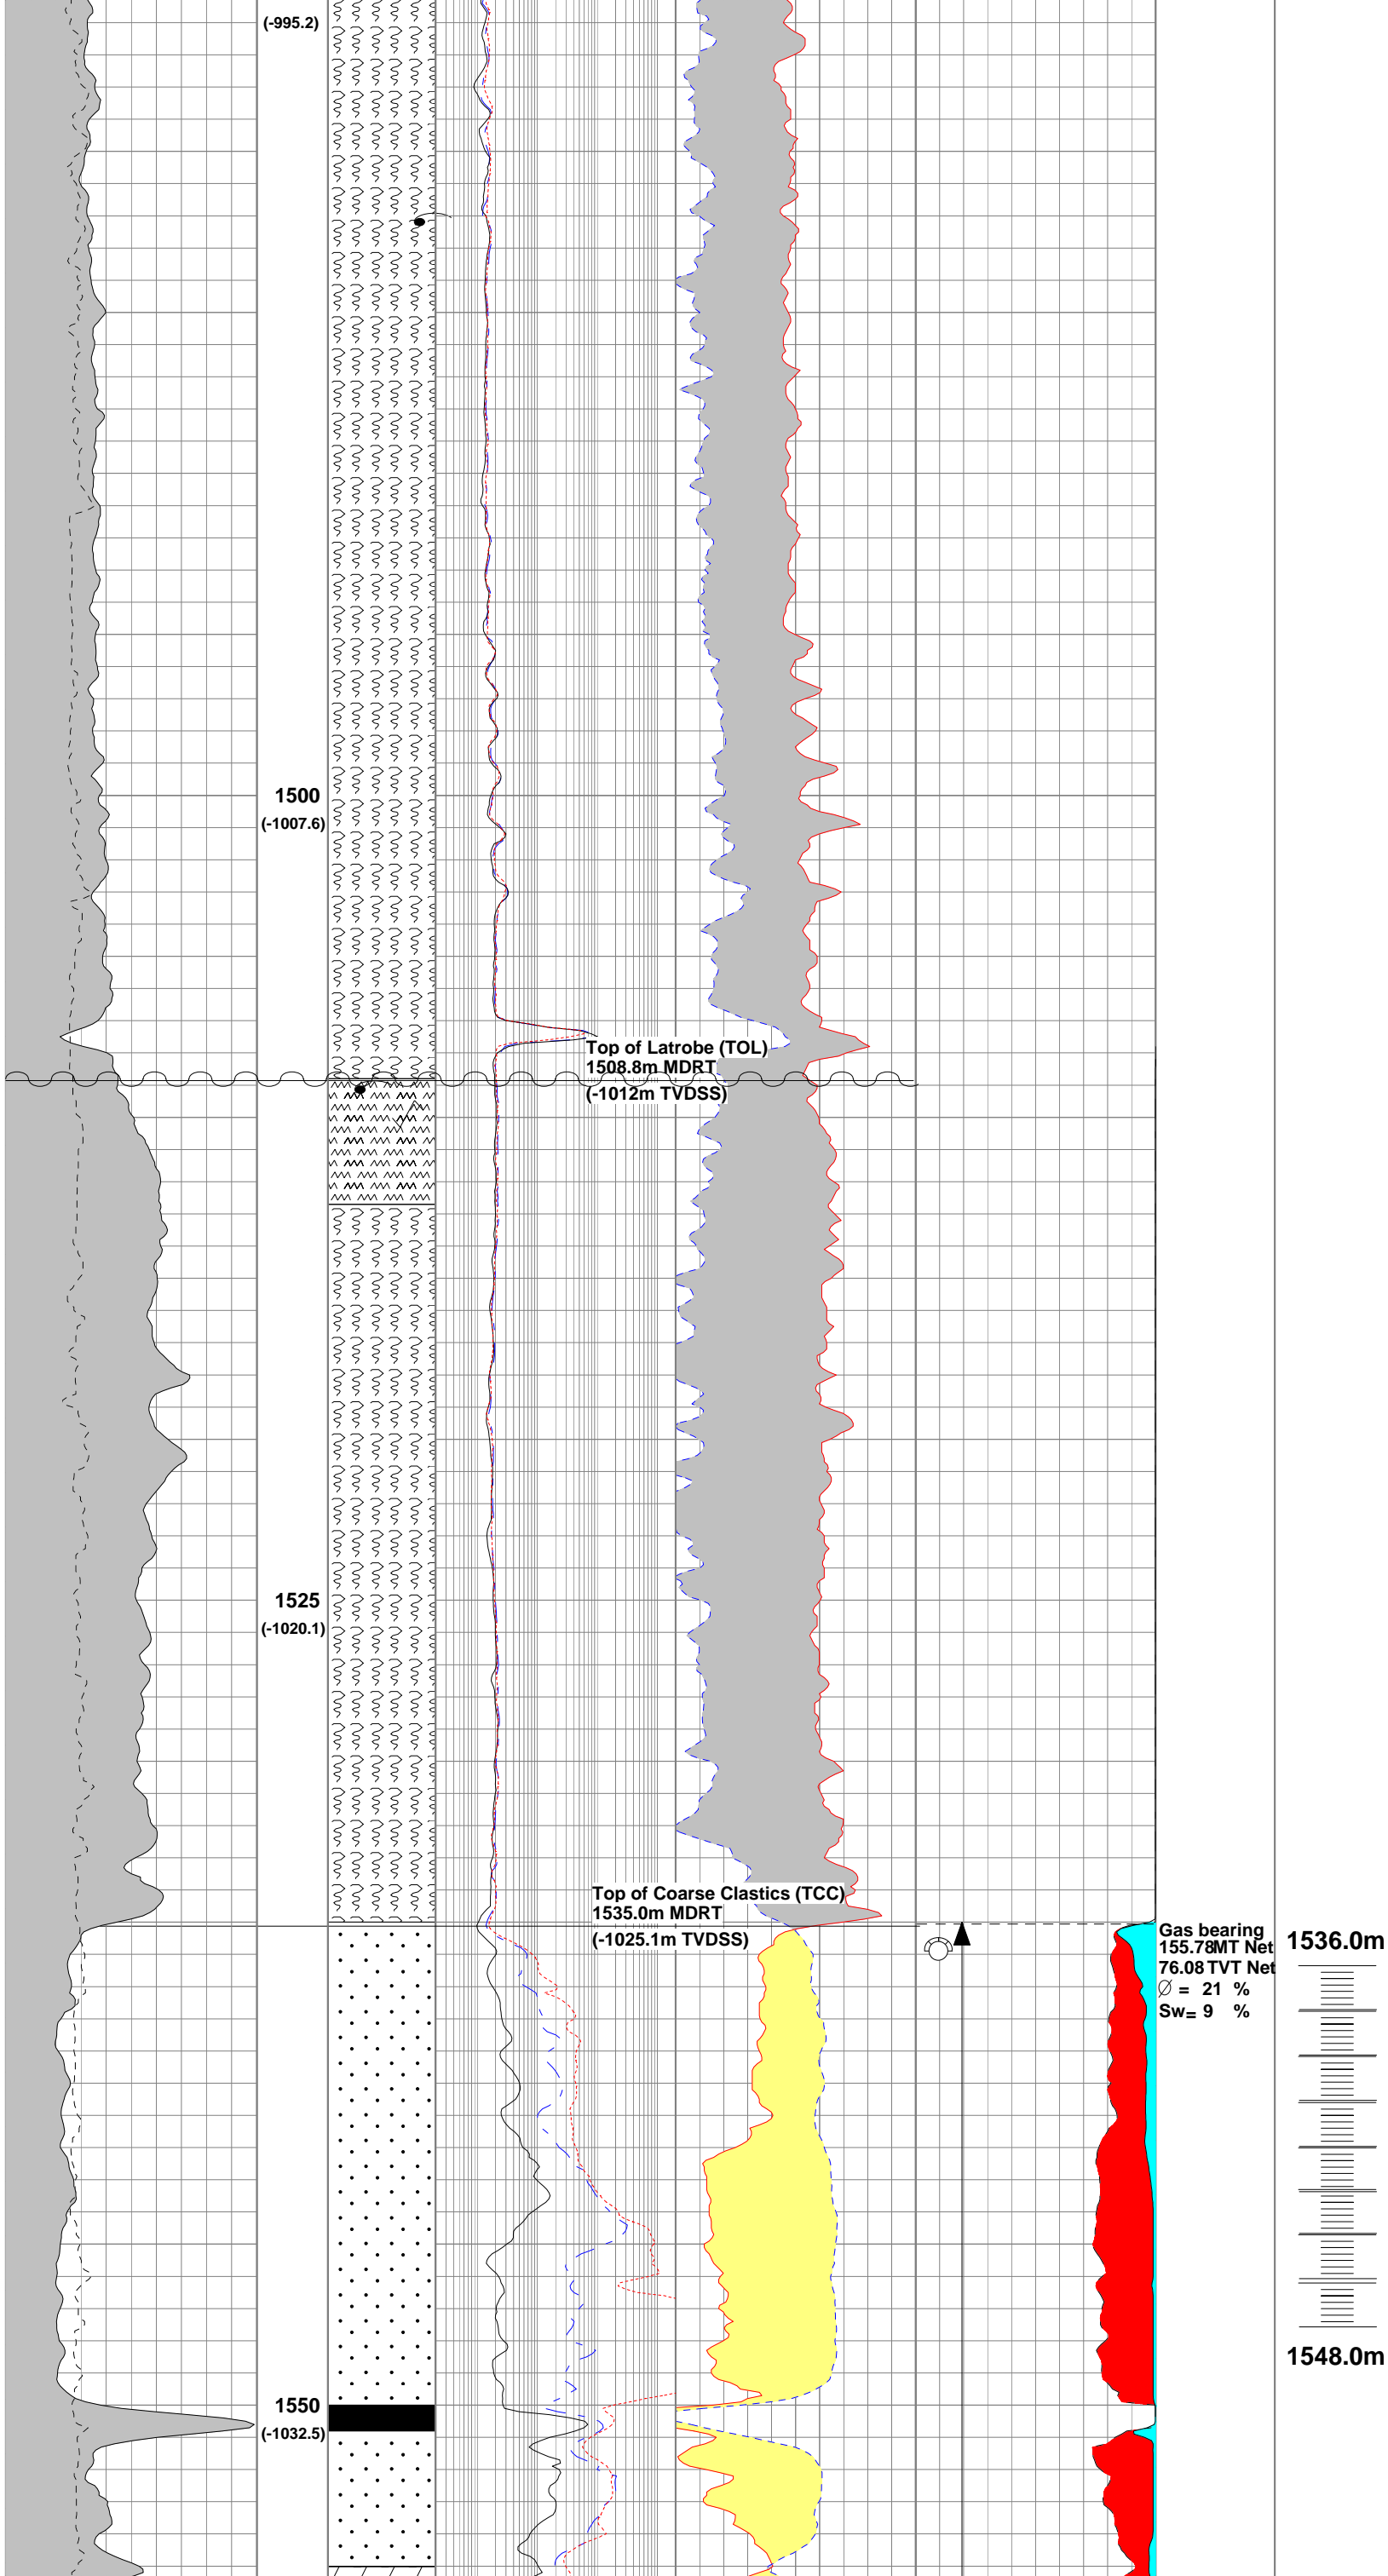 (-995.2)
1500
(-1007.6)
Top of Latrobe (TOL)
1508.8m MDRT
(-1012m TVDSS)
1525
(-1020.1)
Top of Coarse Clastics (TCC)
1535.0m MDRT
(-1025.1m TVDSS)
Gas bearing
155.78MT Net
76.08 TVT Net
∅ = 21 %
Sw= 9 %
1536.0m
1548.0m
1550
(-1032.5)